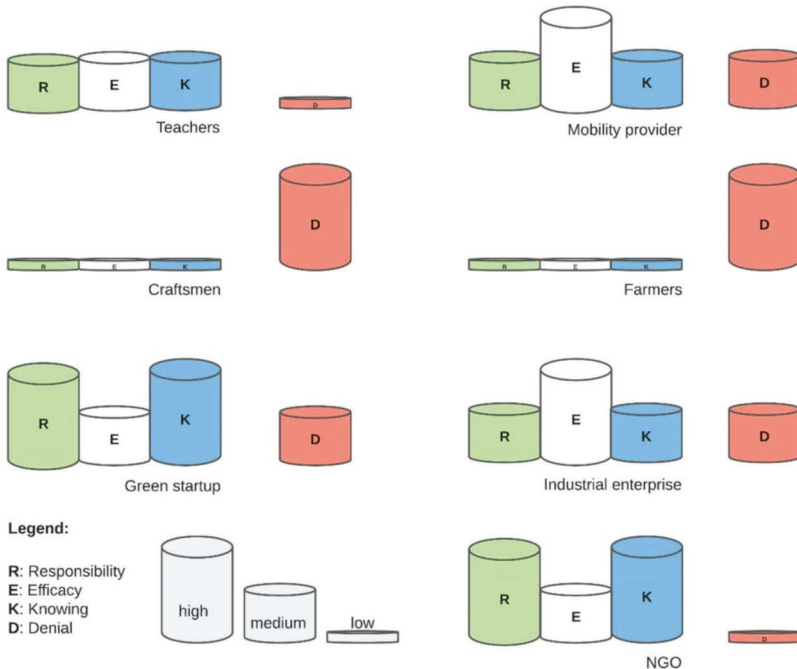 R E K D
Teachers
R E K D
Mobility provider
R E K D
Craftsmen
R E K D
Farmers
R E K D
Green startup
R E K D
Industrial enterprise
Legend:
R: Responsibility
E: Efficacy
K: Knowing
D: Denial
high
medium
low
R E K D
NGO